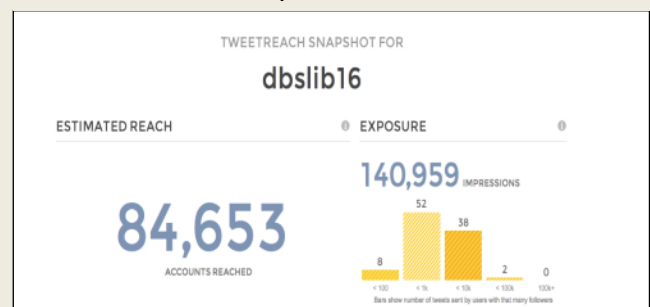 TWEETREACH SNAPSHOT FOR
dbslib16
ESTIMATED REACH
84,653
ACCOUNTS REACHED
EXPOSURE
140,959 IMPRESSIONS
8 52 38 2 0
< 100 < 1k < 10k < 100k 100k+
Bars show number of tweets sent by users with that many followers